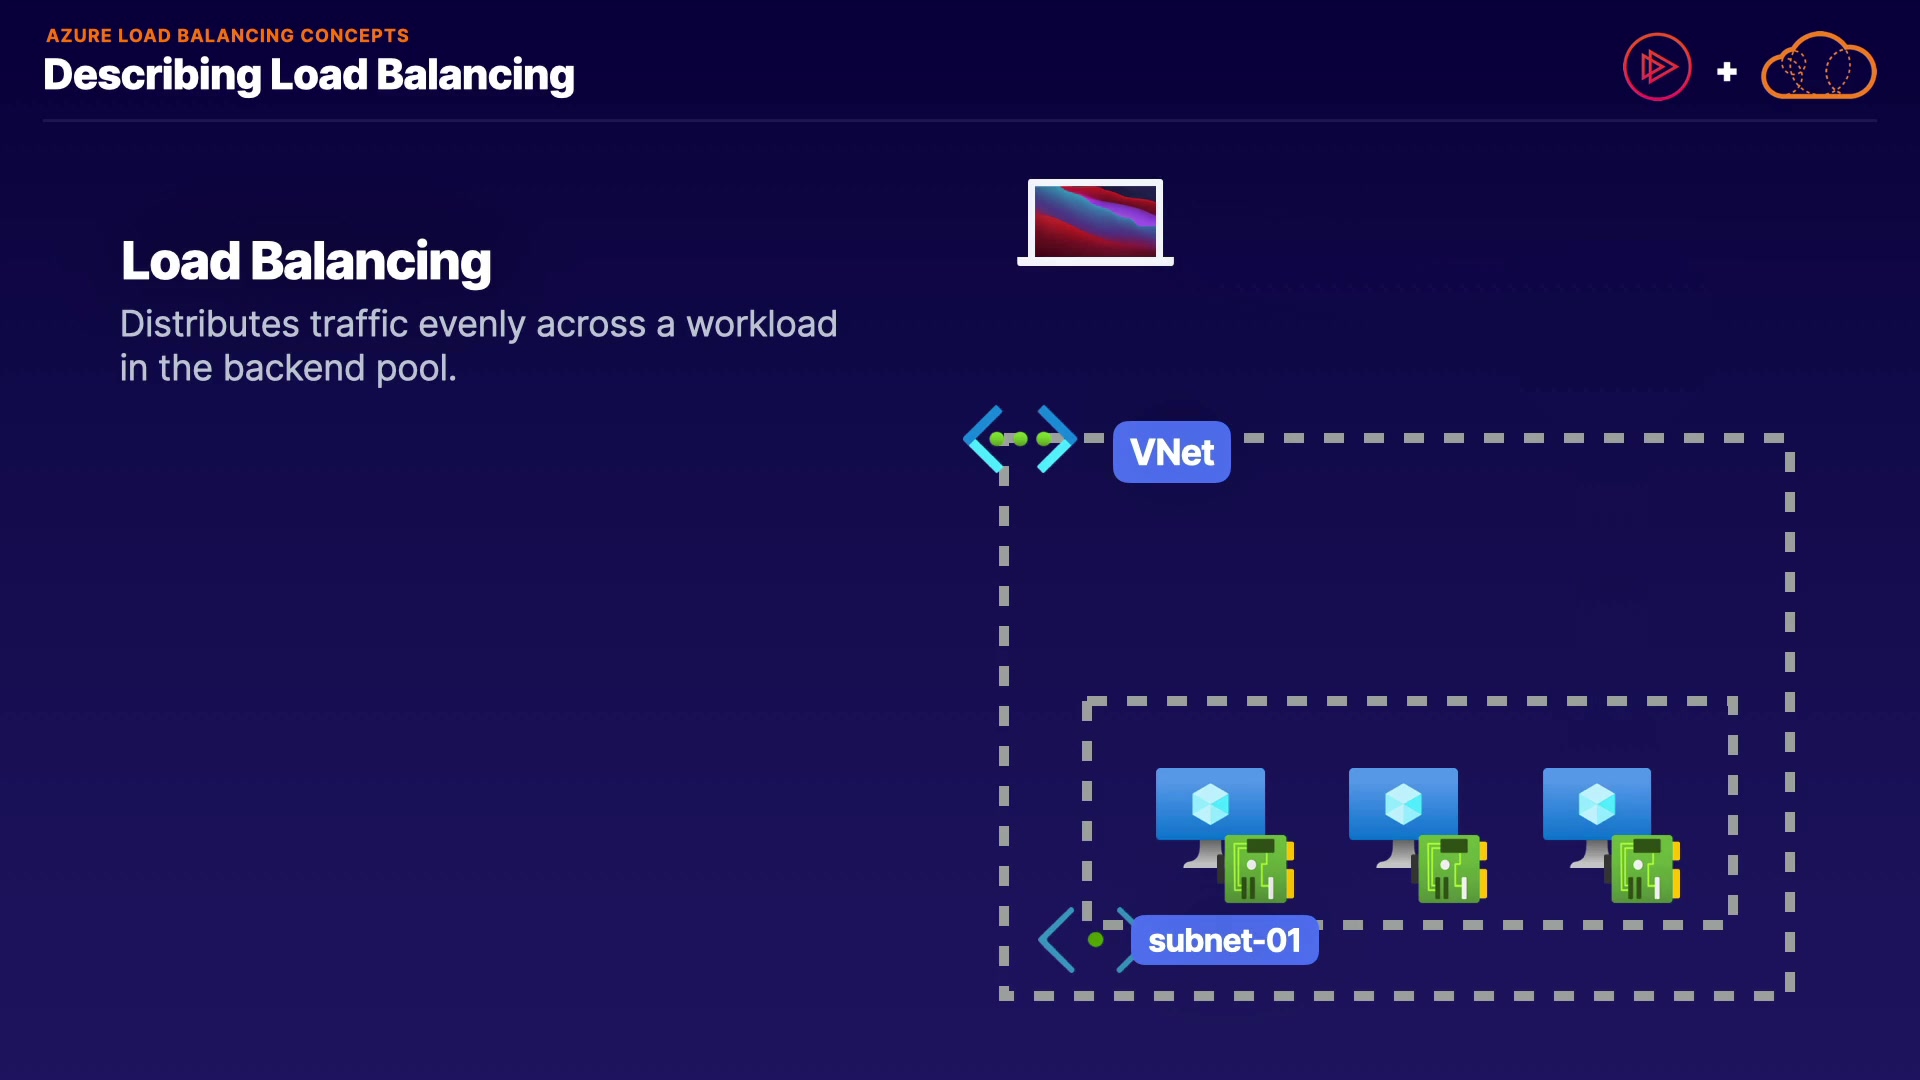 AZURE LOAD BALANCING CONCEPTS
Describing Load Balancing
Load Balancing
Distributes traffic evenly across a workload
in the backend pool.
VNet
subnet-01